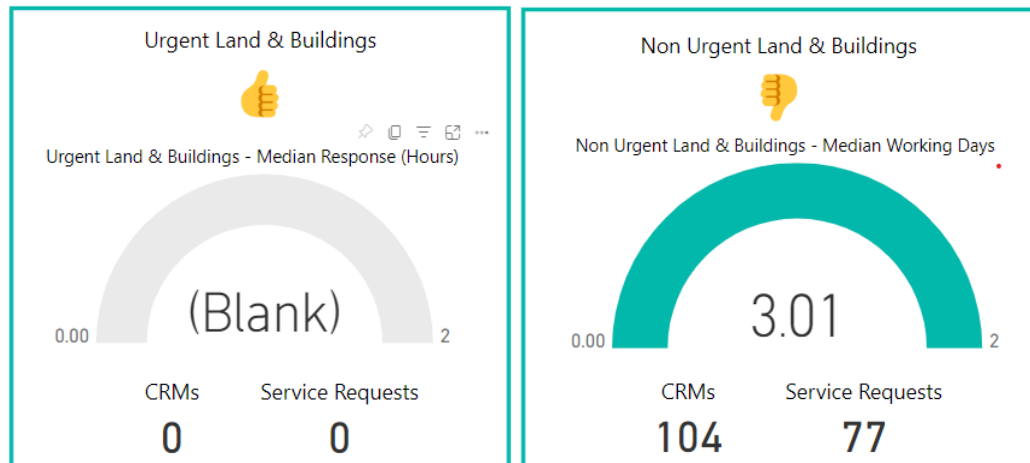 Urgent Land & Buildings
Urgent Land & Buildings - Median Response (Hours)
(Blank)
0.00
2
CRMs
Service Requests
0
0
Non Urgent Land & Buildings
Non Urgent Land & Buildings - Median Working Days
3.01
0.00
2
CRMs
Service Requests
104
77